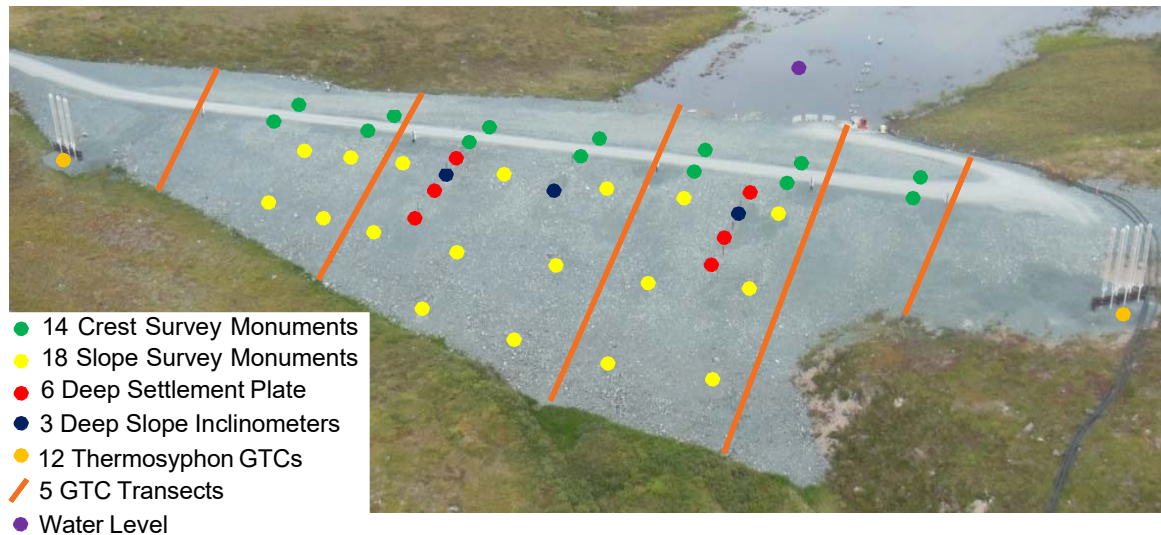 14 Crest Survey Monuments
18 Slope Survey Monuments
6 Deep Settlement Plate
3 Deep Slope Inclinometers
12 Thermosyphon GTCs
5 GTC Transects
Water Level